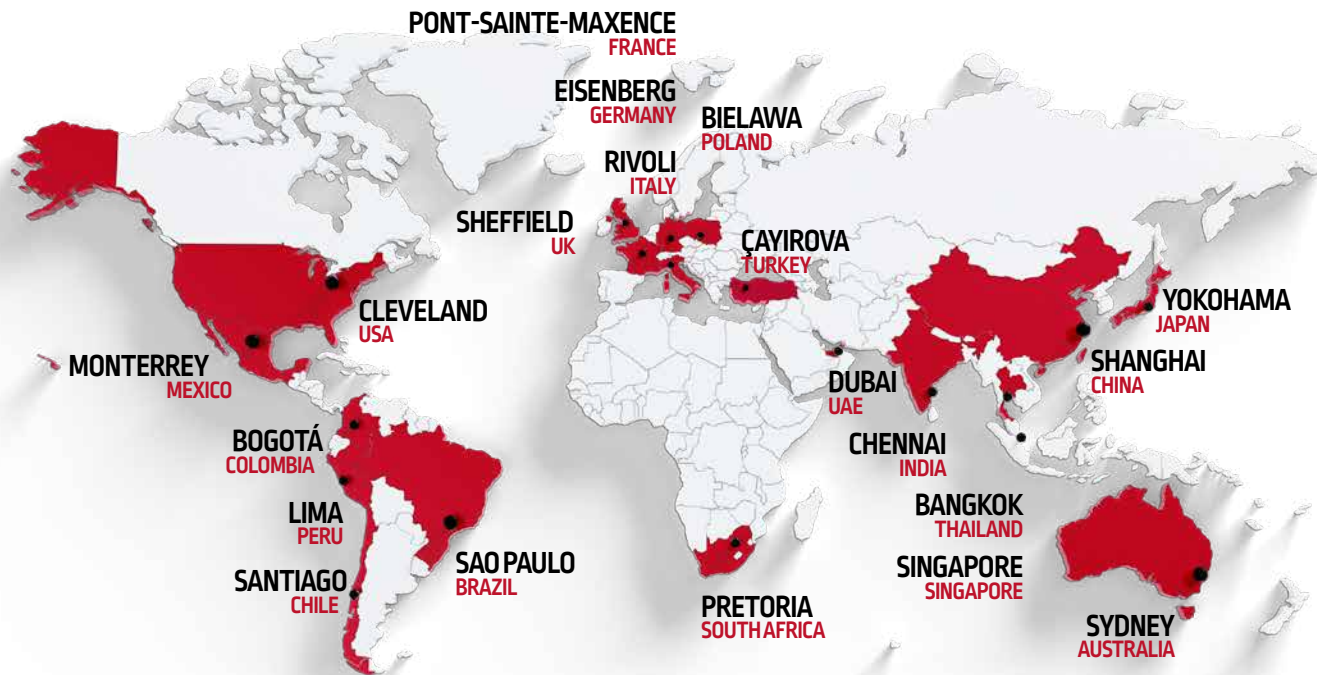 PONT-SAINTE-MAXENCE
FRANCE
EISENBERG
GERMANY
BIELAWA
POLAND
RIVOLI
ITALY
SHEFFIELD
UK
ÇAYIROVA
TURKEY
CLEVELAND
USA
YOKOHAMA
JAPAN
MONTERREY
MEXICO
SHANGHAI
CHINA
DUBAI
UAE
BOGOTÁ
COLOMBIA
CHENNAI
INDIA
LIMA
PERU
BANGKOK
THAILAND
SAO PAULO
BRAZIL
SANTIAGO
CHILE
SINGAPORE
SINGAPORE
PRETORIA
SOUTH AFRICA
SYDNEY
AUSTRALIA